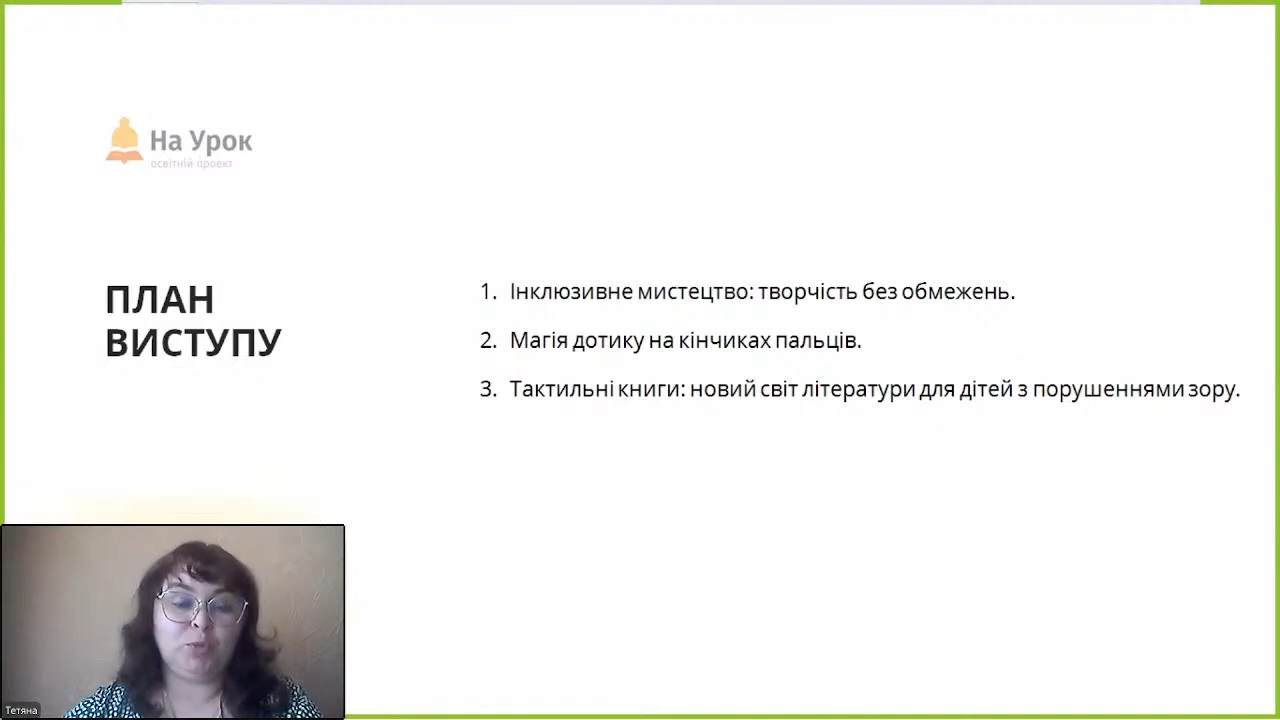 На Урок
освітній проект
ПЛАН
ВИСТУПУ
1. Інклюзивне мистецтво: творчість без обмежень.
2. Магія дотику на кінчиках пальців.
3. Тактильні книги: новий світ літератури для дітей з порушеннями зору.
Тетяна